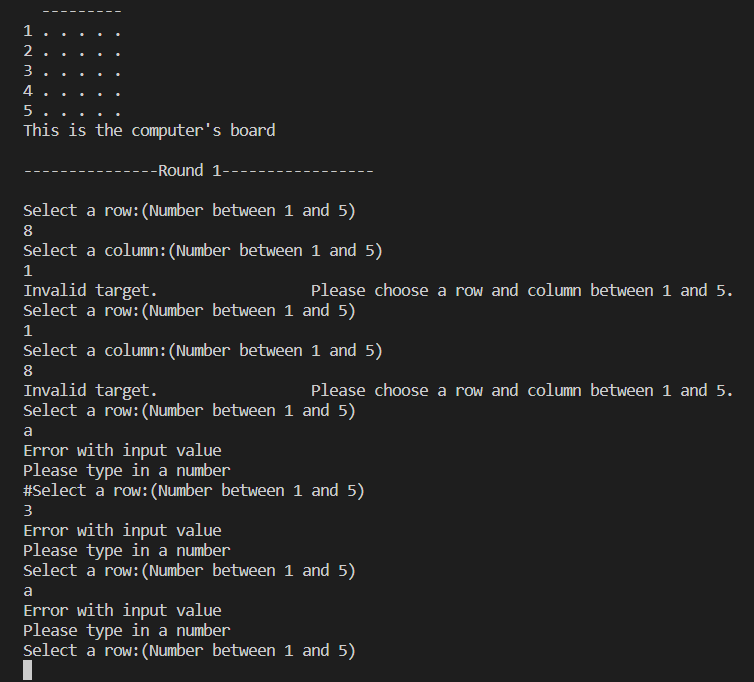 ---------
1 . . . . .
2 . . . . .
3 . . . . .
4 . . . . .
5 . . . . .
This is the computer's board
---------------Round 1-----------------
Select a row:(Number between 1 and 5)
8
Select a column:(Number between 1 and 5)
1
Invalid target.                 Please choose a row and column between 1 and 5.
Select a row:(Number between 1 and 5)
1
Select a column:(Number between 1 and 5)
8
Invalid target.                 Please choose a row and column between 1 and 5.
Select a row:(Number between 1 and 5)
a
Error with input value
Please type in a number
#Select a row:(Number between 1 and 5)
3
Error with input value
Please type in a number
Select a row:(Number between 1 and 5)
a
Error with input value
Please type in a number
Select a row:(Number between 1 and 5)